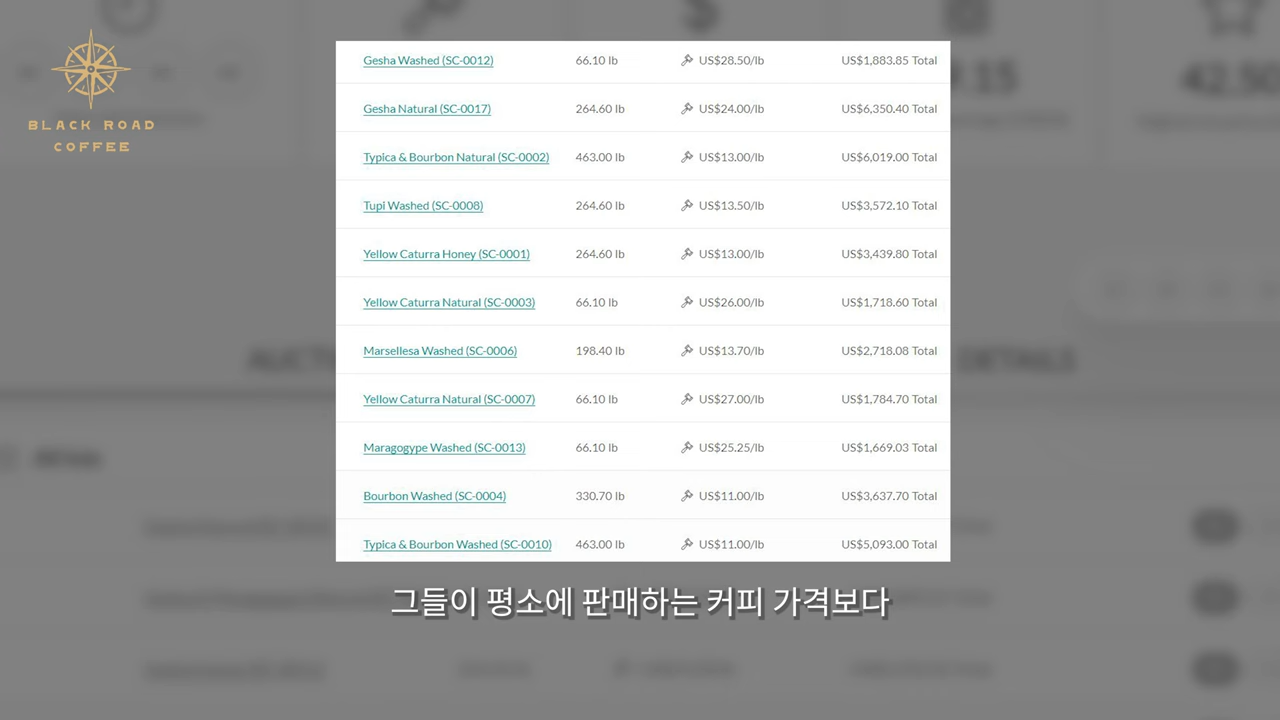 BLACK ROAD
COFFEE
Gesha Washed (SC-0012) 66.10 lb US$28.50/lb US$1,883.85 Total
Gesha Natural (SC-0017) 264.60 lb US$24.00/lb US$6,350.40 Total
Typica & Bourbon Natural (SC-0002) 463.00 lb US$13.00/lb US$6,019.00 Total
Tupi Washed (SC-0008) 264.60 lb US$13.50/lb US$3,572.10 Total
Yellow Caturra Honey (SC-0001) 264.60 lb US$13.00/lb US$3,439.80 Total
Yellow Caturra Natural (SC-0003) 66.10 lb US$26.00/lb US$1,718.60 Total
Marsellesa Washed (SC-0006) 198.40 lb US$13.70/lb US$2,718.08 Total
Yellow Caturra Natural (SC-0007) 66.10 lb US$27.00/lb US$1,784.70 Total
Maragogype Washed (SC-0013) 66.10 lb US$25.25/lb US$1,669.03 Total
Bourbon Washed (SC-0004) 330.70 lb US$11.00/lb US$3,637.70 Total
Typica & Bourbon Washed (SC-0010) 463.00 lb US$11.00/lb US$5,093.00 Total
DETAILS
그들이 평소에 판매하는 커피 가격보다